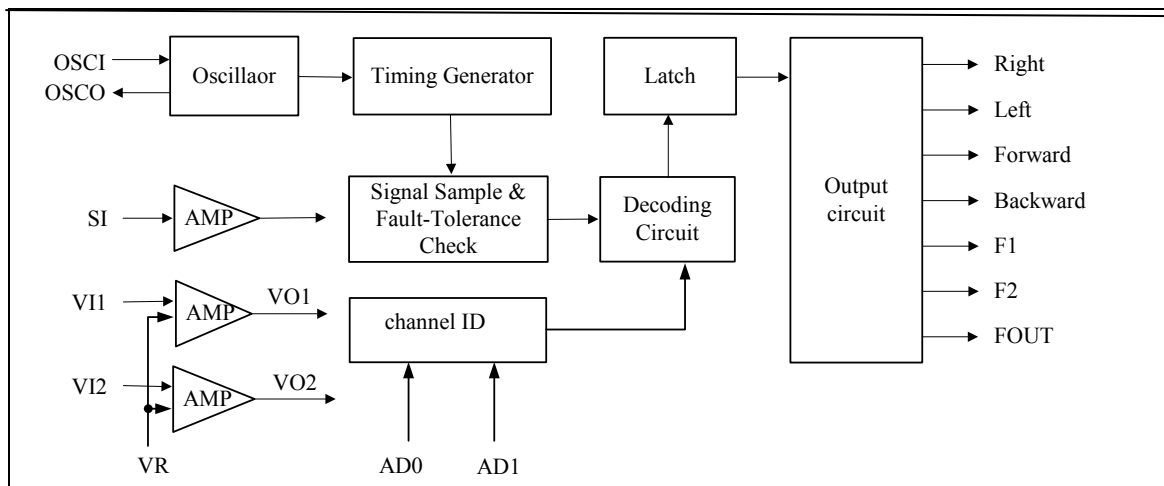 OSCI
OSCO
Oscillaor
Timing Generator
Latch
Right
Left
Forward
Backward
F1
F2
FOUT
Output
circuit
SI
AMP
Signal Sample &
Fault-Tolerance
Check
Decoding
Circuit
VI1
AMP
VO1
channel ID
VI2
AMP
VO2
VR
AD0
AD1